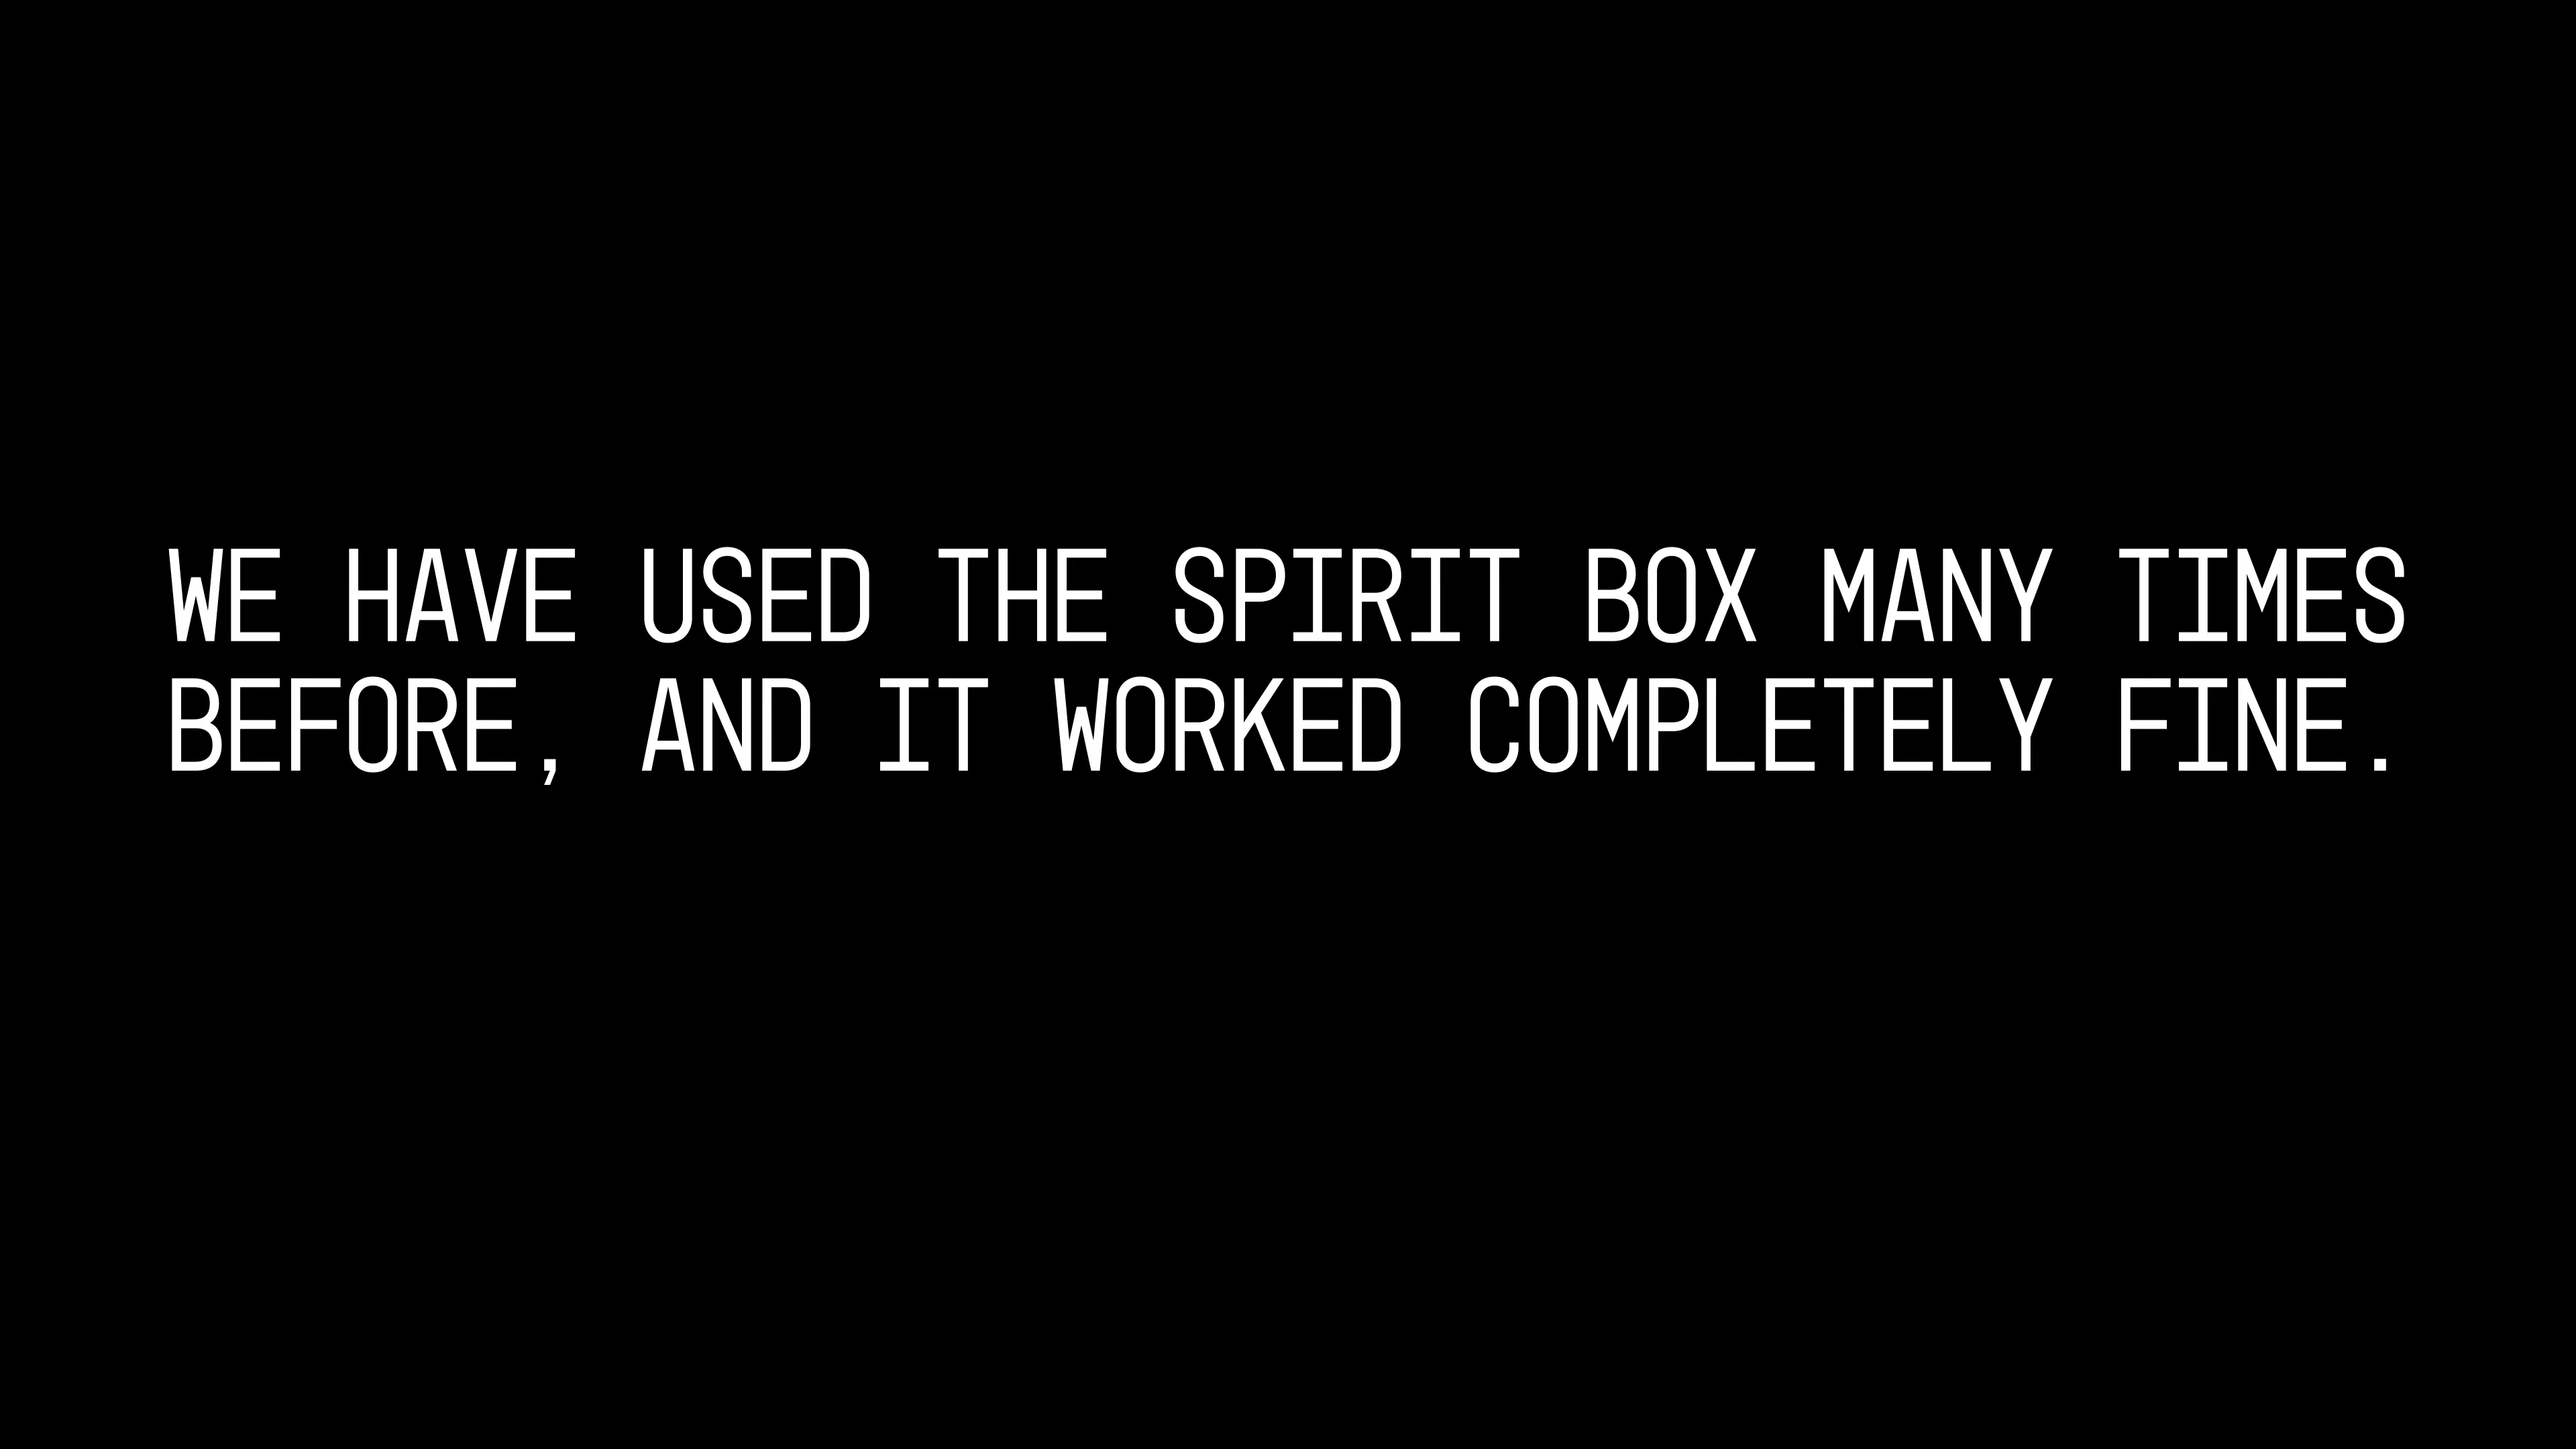 WE HAVE USED THE SPIRIT BOX MANY TIMES
BEFORE, AND IT WORKED COMPLETELY FINE.